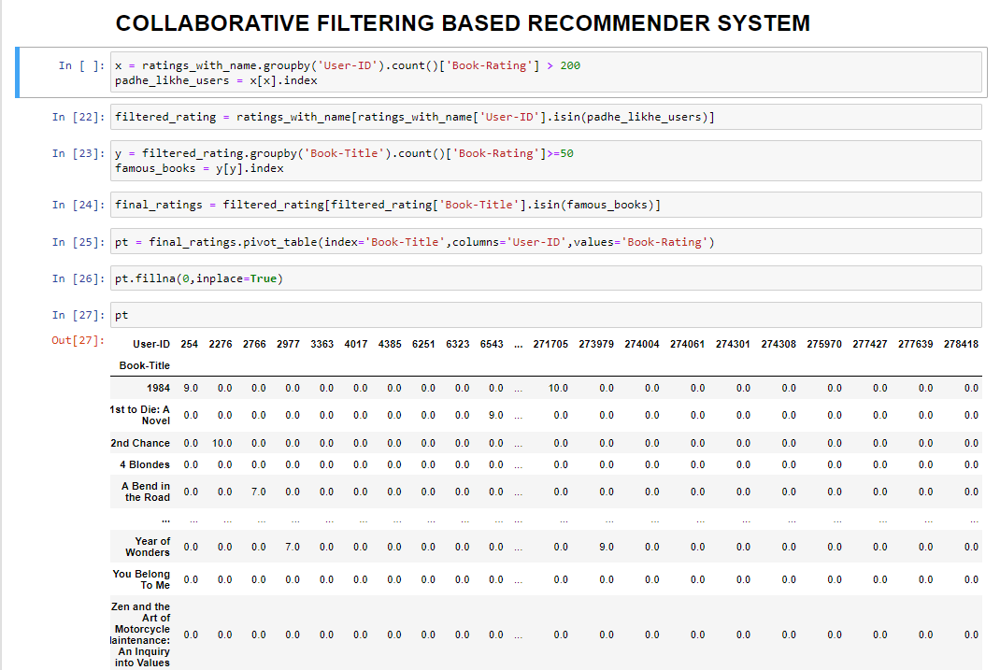 COLLABORATIVE FILTERING BASED RECOMMENDER SYSTEM
In [ ]: x = ratings_with_name.groupby('User-ID').count()['Book-Rating'] > 200
padhe_likhe_users = x[x].index
In [22]: filtered_rating = ratings_with_name[ratings_with_name['User-ID'].isin(padhe_likhe_users)]
In [23]: y = filtered_rating.groupby('Book-Title').count()['Book-Rating']>=50
famous_books = y[y].index
In [24]: final_ratings = filtered_rating[filtered_rating['Book-Title'].isin(famous_books)]
In [25]: pt = final_ratings.pivot_table(index='Book-Title',columns='User-ID',values='Book-Rating')
In [26]: pt.fillna(0,inplace=True)
In [27]: pt
Out[27]:
User-ID 254 2276 2766 2977 3363 4017 4385 6251 6323 6543 ... 271705 273979 274004 274061 274301 274308 275970 277427 277639 278418
Book-Title
1984 9.0 0.0 0.0 0.0 0.0 0.0 0.0 0.0 0.0 0.0 ... 10.0 0.0 0.0 0.0 0.0 0.0 0.0 0.0 0.0 0.0
1st to Die: A
Novel 0.0 0.0 0.0 0.0 0.0 0.0 0.0 0.0 0.0 9.0 ... 0.0 0.0 0.0 0.0 0.0 0.0 0.0 0.0 0.0 0.0
2nd Chance 0.0 10.0 0.0 0.0 0.0 0.0 0.0 0.0 0.0 0.0 ... 0.0 0.0 0.0 0.0 0.0 0.0 0.0 0.0 0.0 0.0
4 Blondes 0.0 0.0 0.0 0.0 0.0 0.0 0.0 0.0 0.0 0.0 ... 0.0 0.0 0.0 0.0 0.0 0.0 0.0 0.0 0.0 0.0
A Bend in
the Road 0.0 0.0 7.0 0.0 0.0 0.0 0.0 0.0 0.0 0.0 ... 0.0 0.0 0.0 0.0 0.0 0.0 0.0 0.0 0.0 0.0
... ... ... ... ... ... ... ... ... ... ... ... ... ... ... ... ... ... ... ... ... ...
Year of
Wonders 0.0 0.0 0.0 7.0 0.0 0.0 0.0 0.0 0.0 0.0 ... 0.0 9.0 0.0 0.0 0.0 0.0 0.0 0.0 0.0 0.0
You Belong
To Me 0.0 0.0 0.0 0.0 0.0 0.0 0.0 0.0 0.0 0.0 ... 0.0 0.0 0.0 0.0 0.0 0.0 0.0 0.0 0.0 0.0
Zen and the
Art of
Motorcycle
laintenance: 0.0 0.0 0.0 0.0 0.0 0.0 0.0 0.0 0.0 0.0 ... 0.0 0.0 0.0 0.0 0.0 0.0 0.0 0.0 0.0 0.0
An Inquiry
into Values